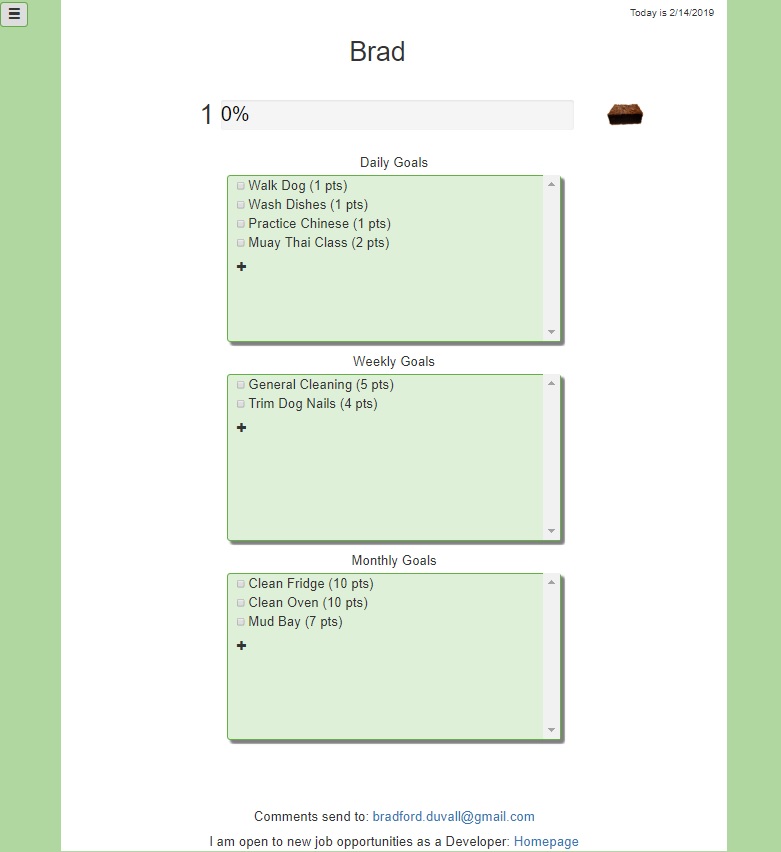 Today is 2/14/2019
Brad
1 0%
Daily Goals
Walk Dog (1 pts)
Wash Dishes (1 pts)
Practice Chinese (1 pts)
Muay Thai Class (2 pts)
Weekly Goals
General Cleaning (5 pts)
Trim Dog Nails (4 pts)
Monthly Goals
Clean Fridge (10 pts)
Clean Oven (10 pts)
Mud Bay (7 pts)
Comments send to: bradford.duvall@gmail.com
I am open to new job opportunities as a Developer: Homepage